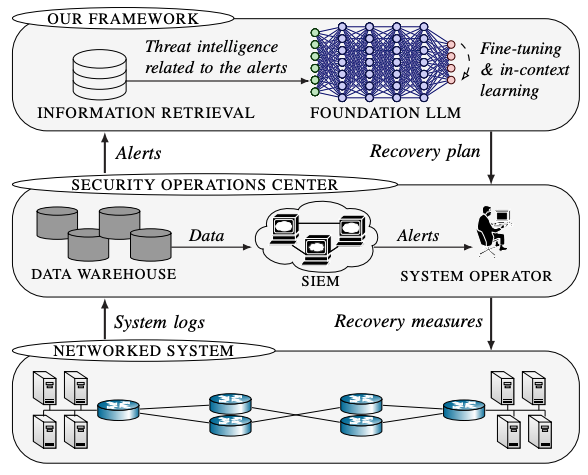 OUR FRAMEWORK
Threat intelligence
related to the alerts
Fine-tuning
& in-context
learning
INFORMATION RETRIEVAL
FOUNDATION LLM
Alerts
Recovery plan
SECURITY OPERATIONS CENTER
Data
Alerts
DATA WAREHOUSE
SIEM
SYSTEM OPERATOR
System logs
Recovery measures
NETWORKED SYSTEM